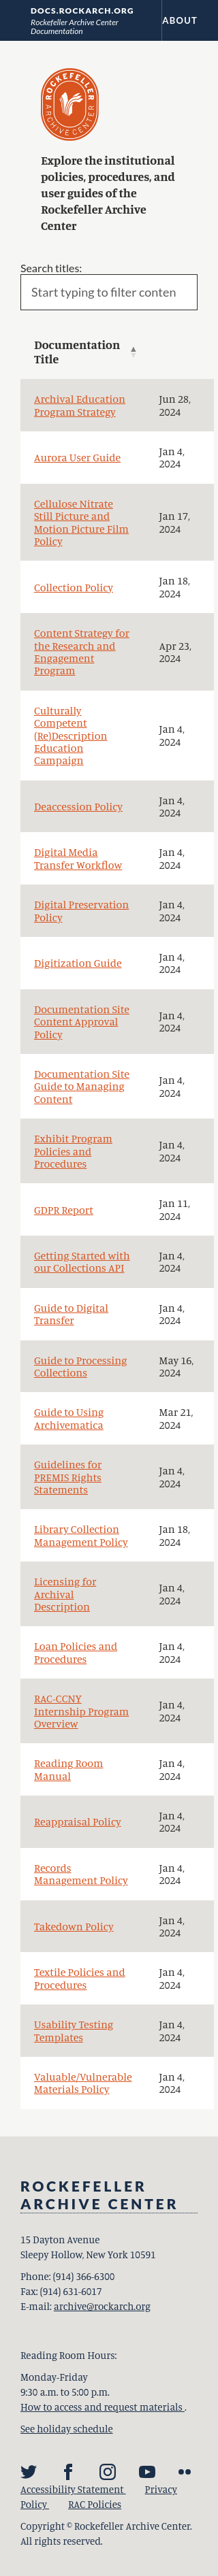 DOCS.ROCKARCH.ORG
Rockefeller Archive Center
Documentation
ABOUT
ROCKEFELLER
ARCHIVE CENTER
Explore the institutional
policies, procedures, and
user guides of the
Rockefeller Archive
Center
Search titles:
Start typing to filter conten
Documentation
Title
Archival Education
Program Strategy
Jun 28,
2024
Aurora User Guide
Jan 4,
2024
Cellulose Nitrate
Still Picture and
Motion Picture Film
Policy
Jan 17,
2024
Collection Policy
Jan 18,
2024
Content Strategy for
the Research and
Engagement
Program
Apr 23,
2024
Culturally
Competent
(Re)Description
Education
Campaign
Jan 4,
2024
Deaccession Policy
Jan 4,
2024
Digital Media
Transfer Workflow
Jan 4,
2024
Digital Preservation
Policy
Jan 4,
2024
Digitization Guide
Jan 4,
2024
Documentation Site
Content Approval
Policy
Jan 4,
2024
Documentation Site
Guide to Managing
Content
Jan 4,
2024
Exhibit Program
Policies and
Procedures
Jan 4,
2024
GDPR Report
Jan 11,
2024
Getting Started with
our Collections API
Jan 4,
2024
Guide to Digital
Transfer
Jan 4,
2024
Guide to Processing
Collections
May 16,
2024
Guide to Using
Archivematica
Mar 21,
2024
Guidelines for
PREMIS Rights
Statements
Jan 4,
2024
Library Collection
Management Policy
Jan 18,
2024
Licensing for
Archival
Description
Jan 4,
2024
Loan Policies and
Procedures
Jan 4,
2024
RAC-CCNY
Internship Program
Overview
Jan 4,
2024
Reading Room
Manual
Jan 4,
2024
Reappraisal Policy
Jan 4,
2024
Records
Management Policy
Jan 4,
2024
Takedown Policy
Jan 4,
2024
Textile Policies and
Procedures
Jan 4,
2024
Usability Testing
Templates
Jan 4,
2024
Valuable/Vulnerable
Materials Policy
Jan 4,
2024
ROCKEFELLER
ARCHIVE CENTER
15 Dayton Avenue
Sleepy Hollow, New York 10591
Phone: (914) 366-6300
Fax: (914) 631-6017
E-mail: archive@rockarch.org
Reading Room Hours:
Monday-Friday
9:30 a.m. to 5:00 p.m.
How to access and request materials .
See holiday schedule
Accessibility Statement Privacy
Policy RAC Policies
Copyright © Rockefeller Archive Center.
All rights reserved.